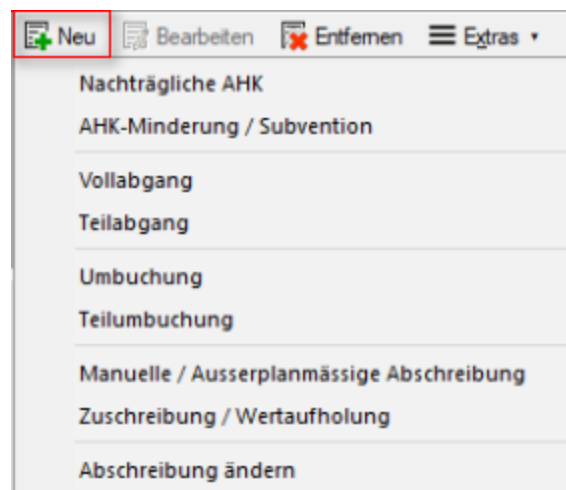 Neu Bearbeiten Entfernen Extras
Nachträgliche AHK
AHK-Minderung / Subvention
Vollabgang
Teilabgang
Umbuchung
Teilumbuchung
Manuelle / Ausserplanmässige Abschreibung
Zuschreibung / Wertaufholung
Abschreibung ändern